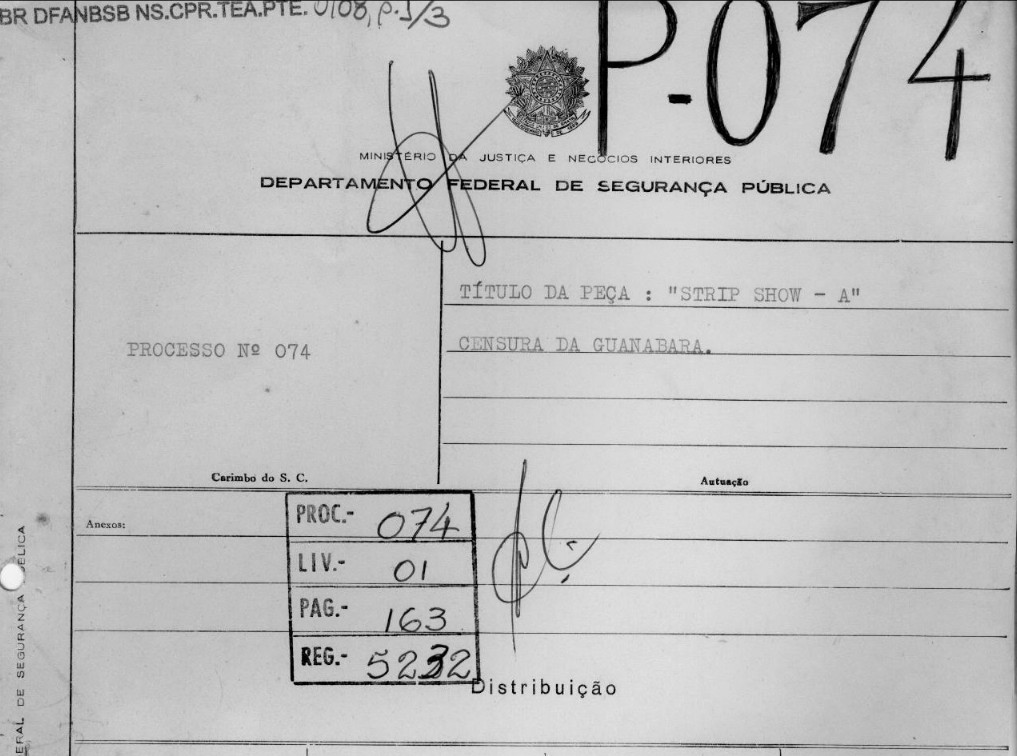 BR DFANBSB NS.CPR.TEA.PTE. 0108, p. 1/3
P-074
MINISTÉRIO DA JUSTIÇA E NEGÓCIOS INTERIORES
DEPARTAMENTO FEDERAL DE SEGURANÇA PÚBLICA
TÍTULO DA PEÇA : "STRIP SHOW - A"
PROCESSO Nº 074
CENSURA DA GUANABARA.
Carimbo do S. C.
Autuação
Anexos:
PROC.- 074
LIV.- 01
PAG.- 163
REG.- 5232
Distribuição
ERAL DE SEGURANÇA PÚBLICA